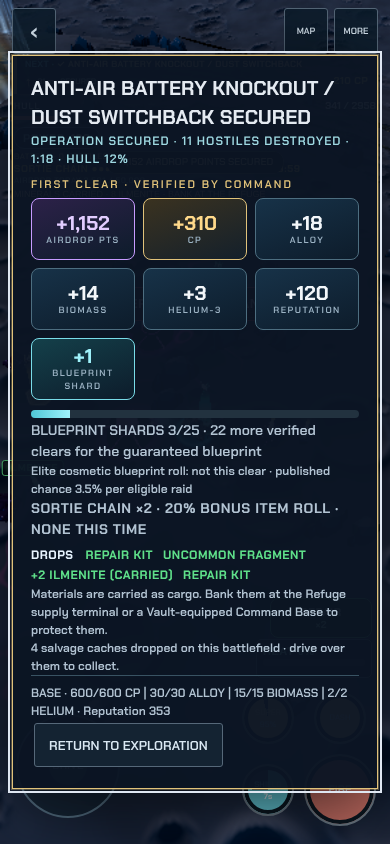 ‹
MAP
MORE
ANTI-AIR BATTERY KNOCKOUT /
DUST SWITCHBACK SECURED
OPERATION SECURED · 11 HOSTILES DESTROYED ·
1:18 · HULL 12%
FIRST CLEAR · VERIFIED BY COMMAND
+1,152
AIRDROP PTS
+310
CP
+18
ALLOY
+14
BIOMASS
+3
HELIUM-3
+120
REPUTATION
+1
BLUEPRINT
SHARD
BLUEPRINT SHARDS 3/25 · 22 more verified
clears for the guaranteed blueprint
Elite cosmetic blueprint roll: not this clear · published
chance 3.5% per eligible raid
SORTIE CHAIN ×2 · 20% BONUS ITEM ROLL ·
NONE THIS TIME
DROPS REPAIR KIT UNCOMMON FRAGMENT
+2 ILMENITE (CARRIED) REPAIR KIT
Materials are carried as cargo. Bank them at the Refuge
supply terminal or a Vault-equipped Command Base to
protect them.
4 salvage caches dropped on this battlefield · drive over
them to collect.
BASE · 600/600 CP | 30/30 ALLOY | 15/15 BIOMASS | 2/2
HELIUM · Reputation 353
RETURN TO EXPLORATION